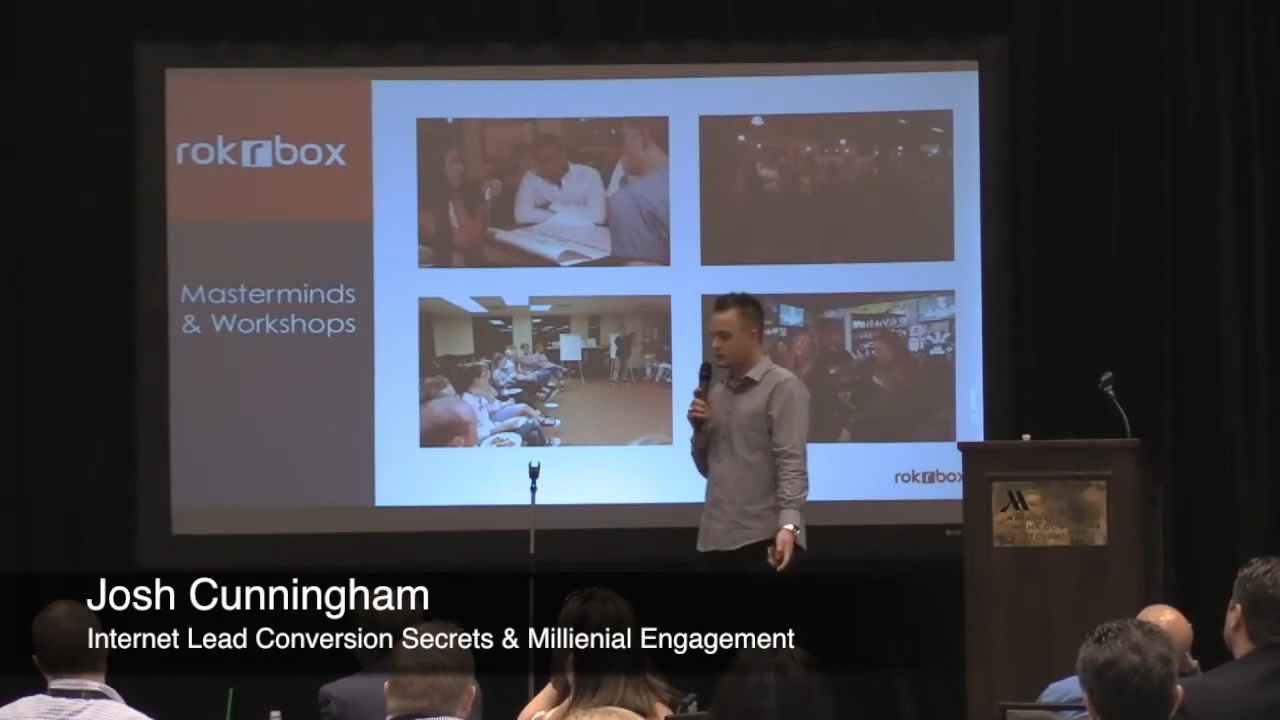 rokrbox
Masterminds
& Workshops
rokrbox
Josh Cunningham
Internet Lead Conversion Secrets & Millienial Engagement